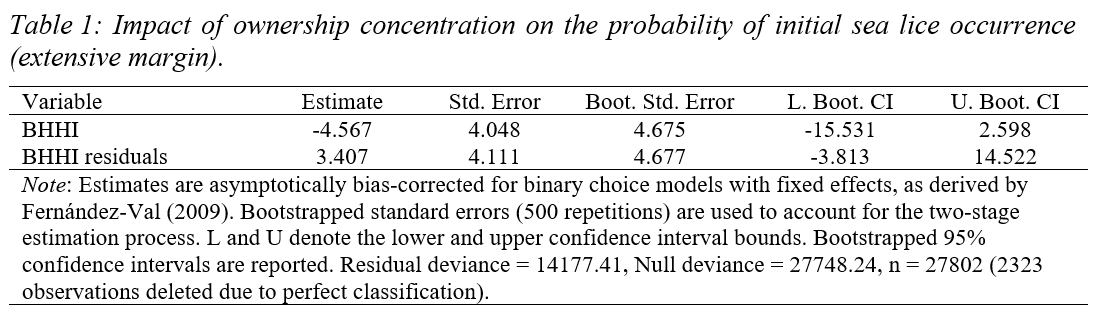 Table 1: Impact of ownership concentration on the probability of initial sea lice occurrence
(extensive margin).
Variable Estimate Std. Error Boot. Std. Error L. Boot. CI U. Boot. CI
BHHI -4.567 4.048 4.675 -15.531 2.598
BHHI residuals 3.407 4.111 4.677 -3.813 14.522
Note: Estimates are asymptotically bias-corrected for binary choice models with fixed effects, as derived by
Fernández-Val (2009). Bootstrapped standard errors (500 repetitions) are used to account for the two-stage
estimation process. L and U denote the lower and upper confidence interval bounds. Bootstrapped 95%
confidence intervals are reported. Residual deviance = 14177.41, Null deviance = 27748.24, n = 27802 (2323
observations deleted due to perfect classification).